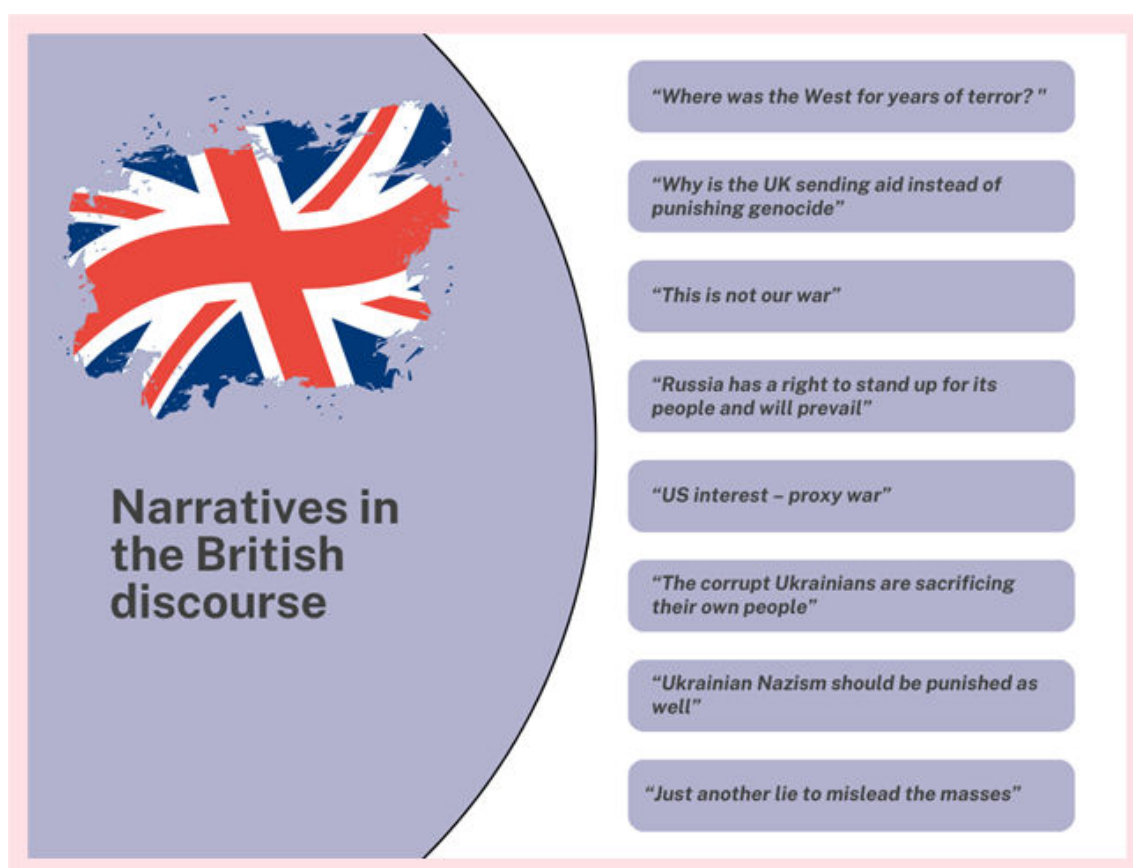 Narratives in
the British
discourse
“Where was the West for years of terror? "
“Why is the UK sending aid instead of
punishing genocide”
“This is not our war”
“Russia has a right to stand up for its
people and will prevail”
“US interest – proxy war”
“The corrupt Ukrainians are sacrificing
their own people”
“Ukrainian Nazism should be punished as
well”
“Just another lie to mislead the masses”